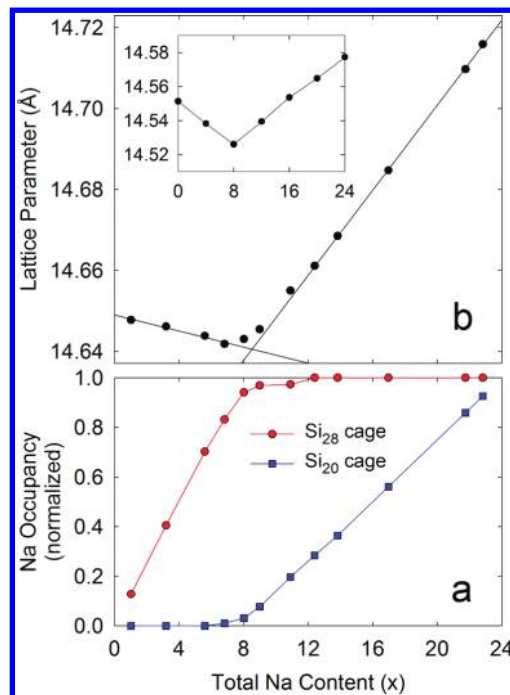 14.72
14.70
14.68
14.66
14.64
Lattice Parameter (Å)
14.58
14.56
14.54
14.52
0 8 16 24
b
1.0
0.8
0.6
0.4
0.2
0.0
Na Occupancy
(normalized)
Si28 cage
Si20 cage
a
0 4 8 12 16 20 24
Total Na Content (x)